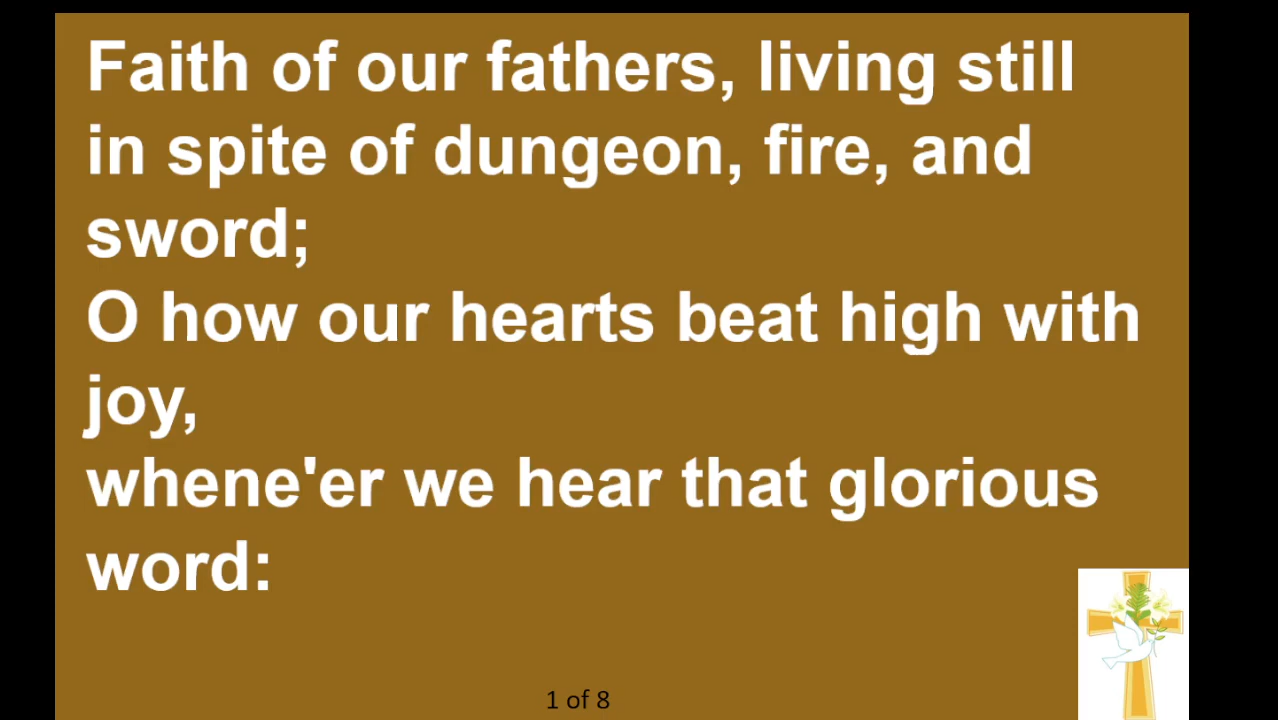 Faith of our fathers, living still
in spite of dungeon, fire, and
sword;
O how our hearts beat high with
joy,
whene'er we hear that glorious
word:
1 of 8